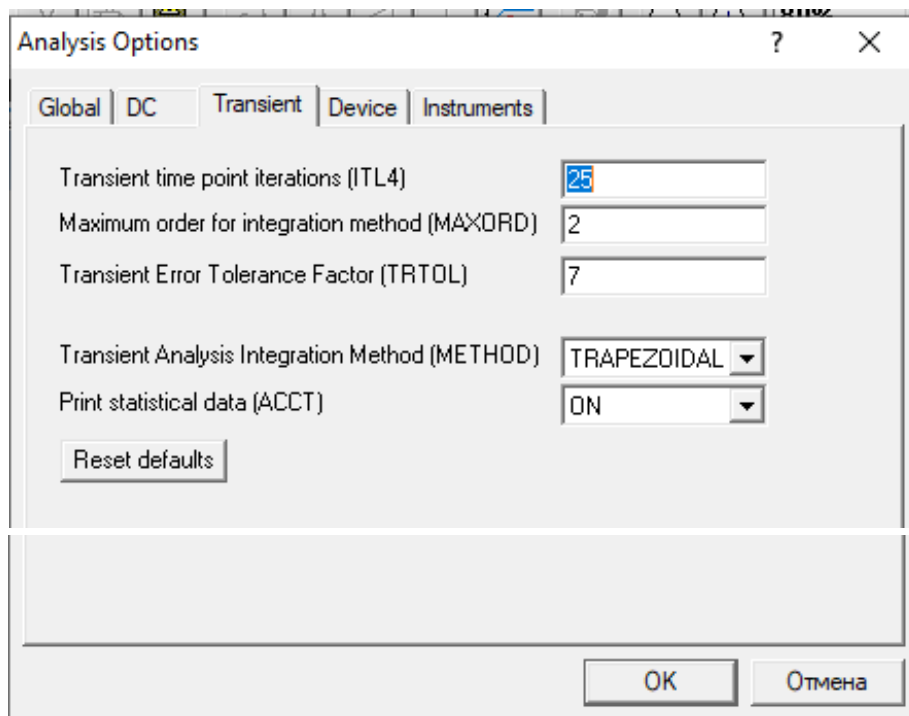 80%
Analysis Options ?
Global DC Transient Device Instruments
Transient time point iterations (ITL4) 25
Maximum order for integration method (MAXORD) 2
Transient Error Tolerance Factor (TRTOL) 7
Transient Analysis Integration Method (METHOD) TRAPEZOIDAL
Print statistical data (ACCT) ON
Reset defaults
OK Отмена